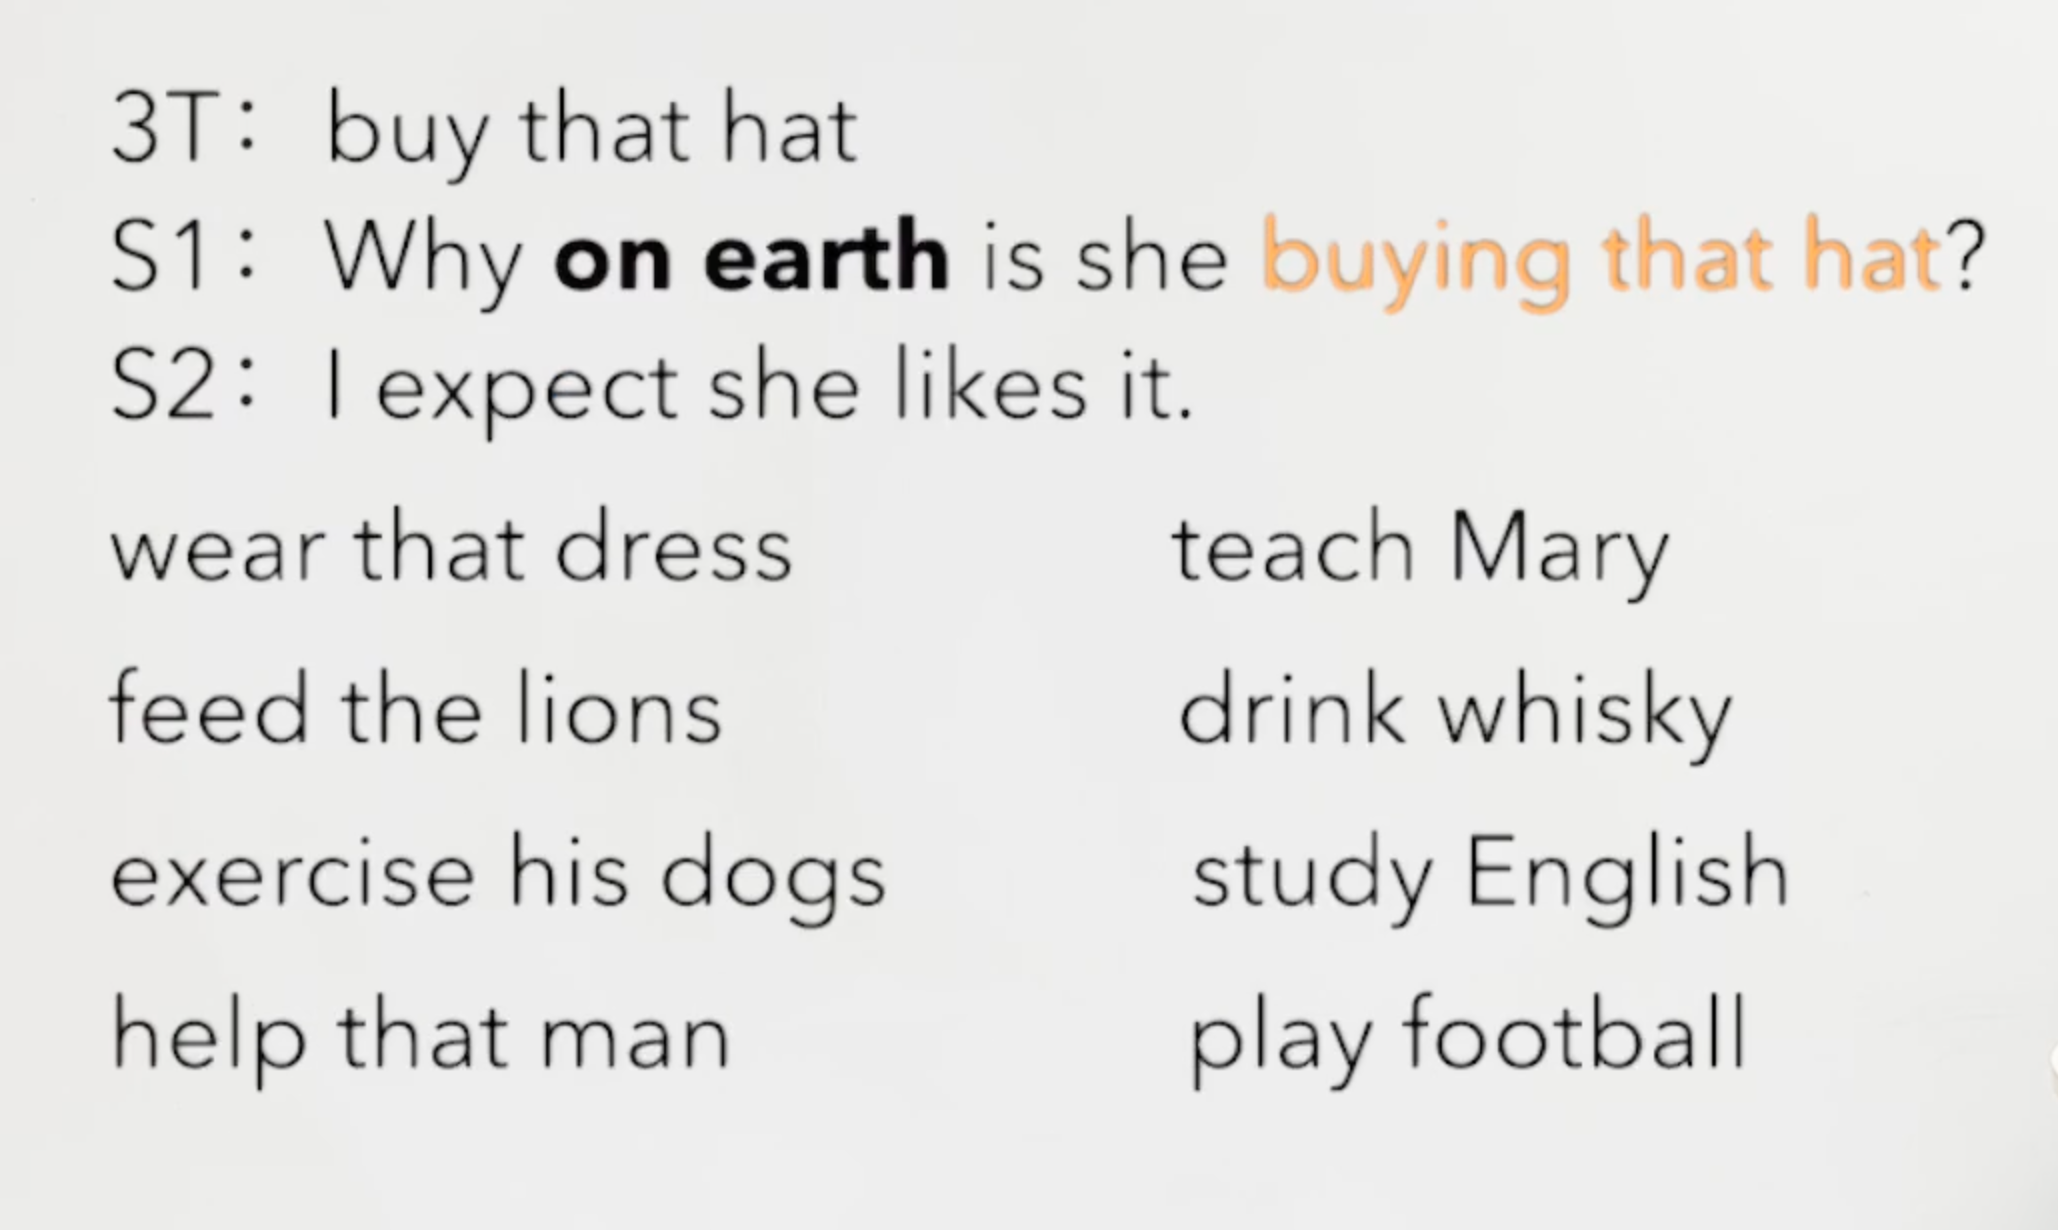 3T: buy that hat
S1: Why on earth is she buying that hat?
S2: I expect she likes it.
wear that dress
teach Mary
feed the lions
drink whisky
exercise his dogs
study English
help that man
play football